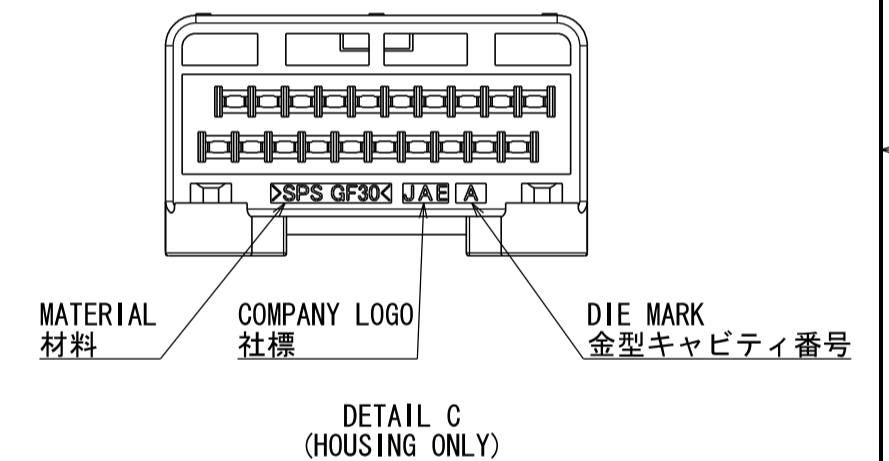 >SPS GF30< JAE A
MATERIAL
材料
COMPANY LOGO
社標
DIE MARK
金型キャビティ番号
DETAIL C
(HOUSING ONLY)